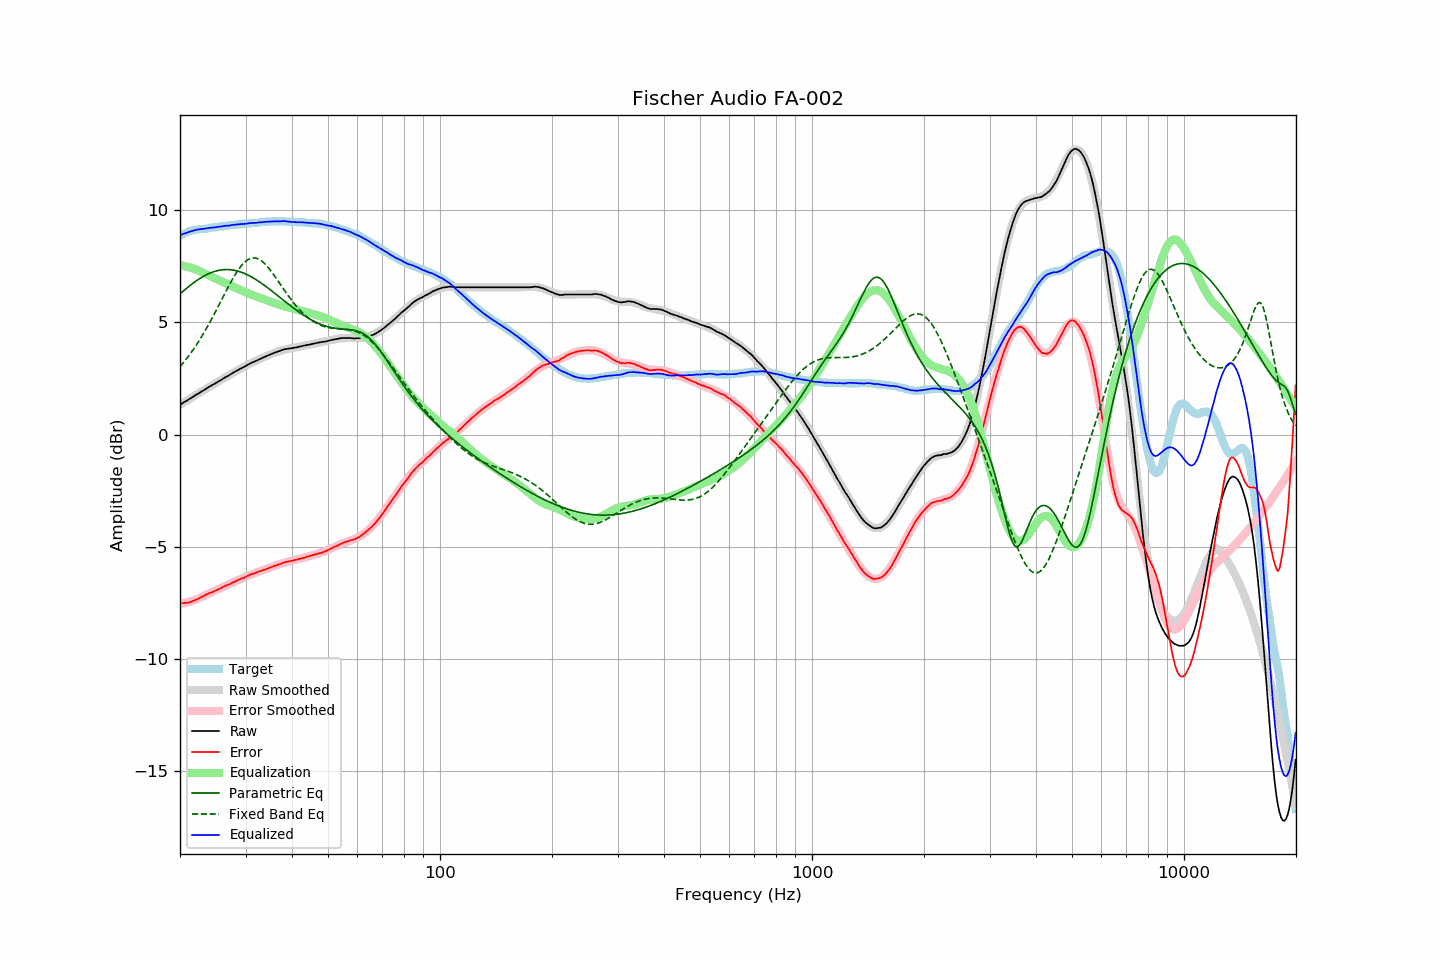 Fischer Audio FA-002
Amplitude (dBr)
10
5
0
−5
−10
−15
Target
Raw Smoothed
Error Smoothed
Raw
Error
Equalization
Parametric Eq
Fixed Band Eq
Equalized
100
1000
10000
Frequency (Hz)